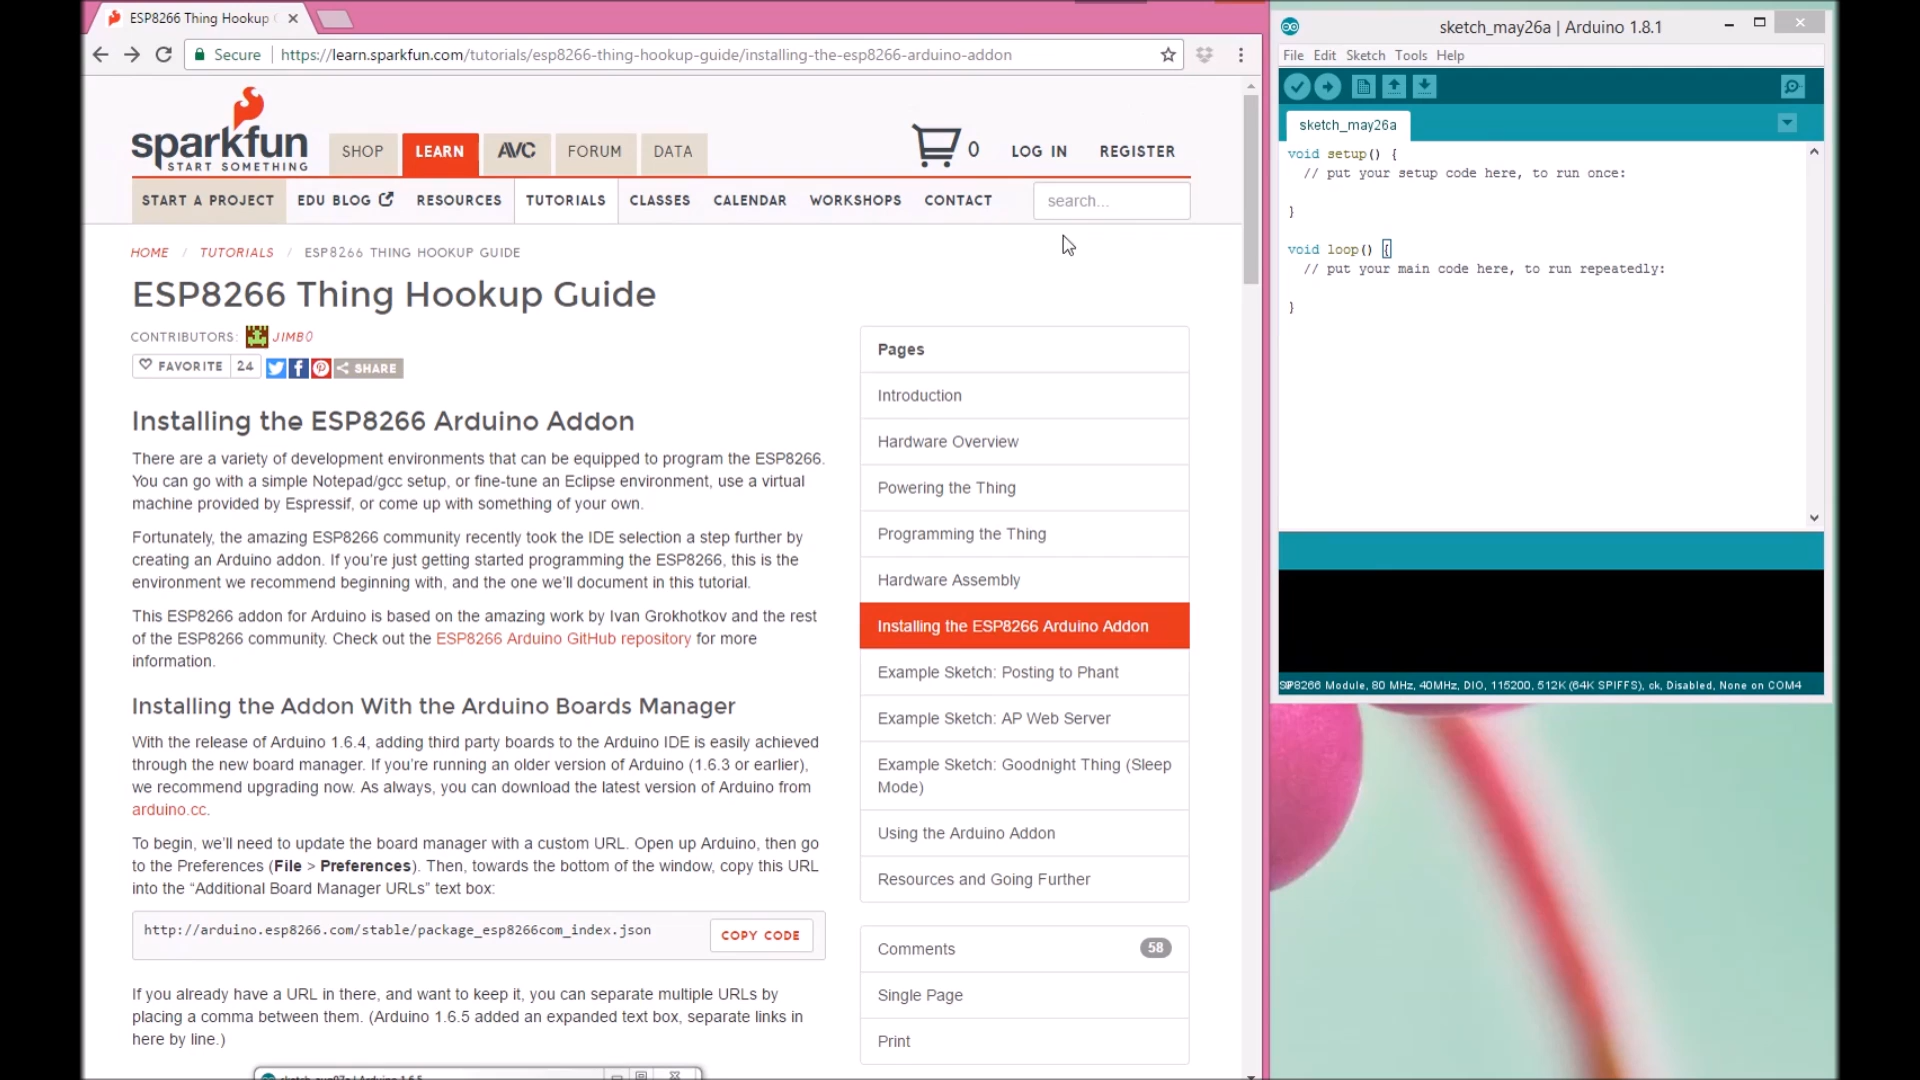 ESP8266 Thing Hookup
Secure https://learn.sparkfun.com/tutorials/esp8266-thing-hookup-guide/installing-the-esp8266-arduino-addon
sparkfun
START SOMETHING
SHOP LEARN AVC FORUM DATA
0 LOG IN REGISTER
START A PROJECT EDU BLOG RESOURCES TUTORIALS CLASSES CALENDAR WORKSHOPS CONTACT search...
HOME / TUTORIALS / ESP8266 THING HOOKUP GUIDE
ESP8266 Thing Hookup Guide
CONTRIBUTORS: JIMB0
FAVORITE 24 SHARE
Installing the ESP8266 Arduino Addon
There are a variety of development environments that can be equipped to program the ESP8266.
You can go with a simple Notepad/gcc setup, or fine-tune an Eclipse environment, use a virtual
machine provided by Espressif, or come up with something of your own.
Fortunately, the amazing ESP8266 community recently took the IDE selection a step further by
creating an Arduino addon. If you’re just getting started programming the ESP8266, this is the
environment we recommend beginning with, and the one we’ll document in this tutorial.
This ESP8266 addon for Arduino is based on the amazing work by Ivan Grokhotkov and the rest
of the ESP8266 community. Check out the ESP8266 Arduino GitHub repository for more
information.
Installing the Addon With the Arduino Boards Manager
With the release of Arduino 1.6.4, adding third party boards to the Arduino IDE is easily achieved
through the new board manager. If you’re running an older version of Arduino (1.6.3 or earlier),
we recommend upgrading now. As always, you can download the latest version of Arduino from
arduino.cc.
To begin, we’ll need to update the board manager with a custom URL. Open up Arduino, then go
to the Preferences (File > Preferences). Then, towards the bottom of the window, copy this URL
into the “Additional Board Manager URLs” text box:
http://arduino.esp8266.com/stable/package_esp8266com_index.json COPY CODE
If you already have a URL in there, and want to keep it, you can separate multiple URLs by
placing a comma between them. (Arduino 1.6.5 added an expanded text box, separate links in
here by line.)
Pages
Introduction
Hardware Overview
Powering the Thing
Programming the Thing
Hardware Assembly
Installing the ESP8266 Arduino Addon
Example Sketch: Posting to Phant
Example Sketch: AP Web Server
Example Sketch: Goodnight Thing (Sleep
Mode)
Using the Arduino Addon
Resources and Going Further
Comments 58
Single Page
Print
sketch_may26a | Arduino 1.8.1
File Edit Sketch Tools Help
sketch_may26a
void setup() {
// put your setup code here, to run once:
}
void loop() {
// put your main code here, to run repeatedly:
}
Module, 80 MHz, 40MHz, DIO, 115200, 512K (64K SPIFFS), ck, Disabled, None on COM4